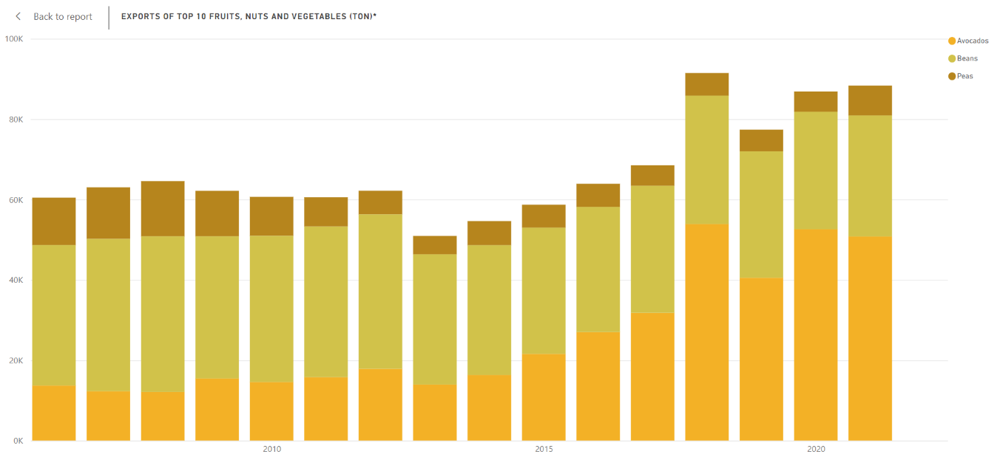 Back to report
EXPORTS OF TOP 10 FRUITS, NUTS AND VEGETABLES (TON)*
100K
80K
60K
40K
20K
0K
2010
2015
2020
Avocados
Beans
Peas